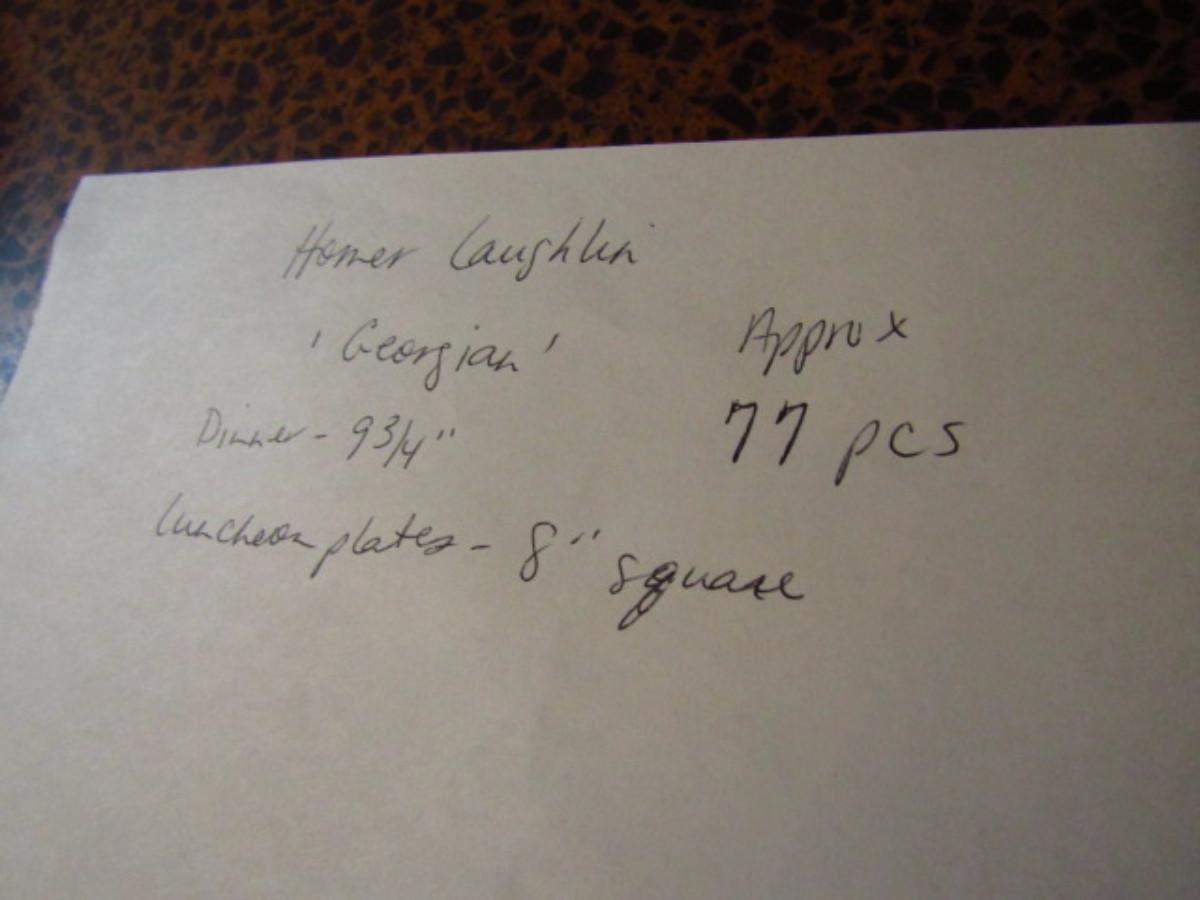 Homer Laughlin
'Georgian'
Approx
77 pcs
Dinner - 9 3/4"
Luncheon plates - 8" square